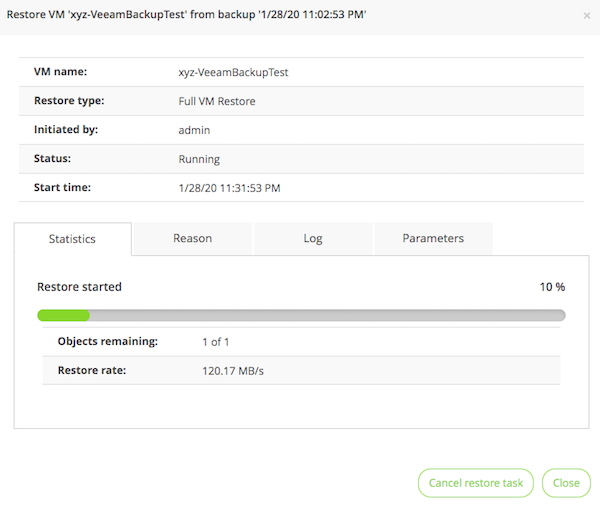 Restore VM 'xyz-VeeamBackupTest' from backup '1/28/20 11:02:53 PM' ×
VM name: xyz-VeeamBackupTest
Restore type: Full VM Restore
Initiated by: admin
Status: Running
Start time: 1/28/20 11:31:53 PM
Statistics Reason Log Parameters
Restore started 10 %
Objects remaining: 1 of 1
Restore rate: 120.17 MB/s
Cancel restore task Close